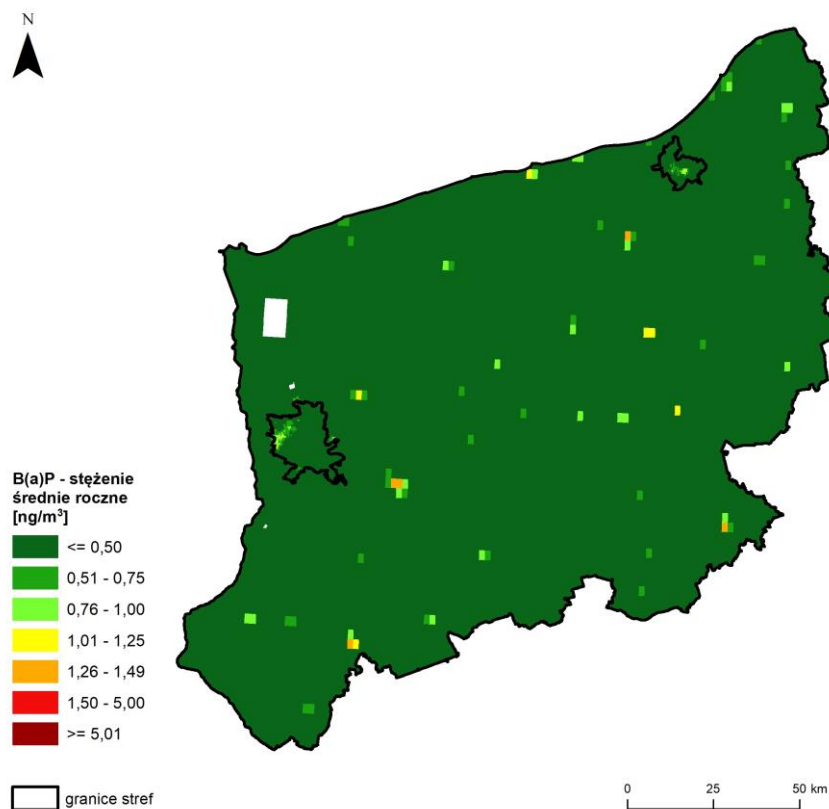 N
B(a)P - stężenie
średnie roczne
[ng/m³]
<= 0,50
0,51 - 0,75
0,76 - 1,00
1,01 - 1,25
1,26 - 1,49
1,50 - 5,00
>= 5,01
granice stref
0 25 50 km